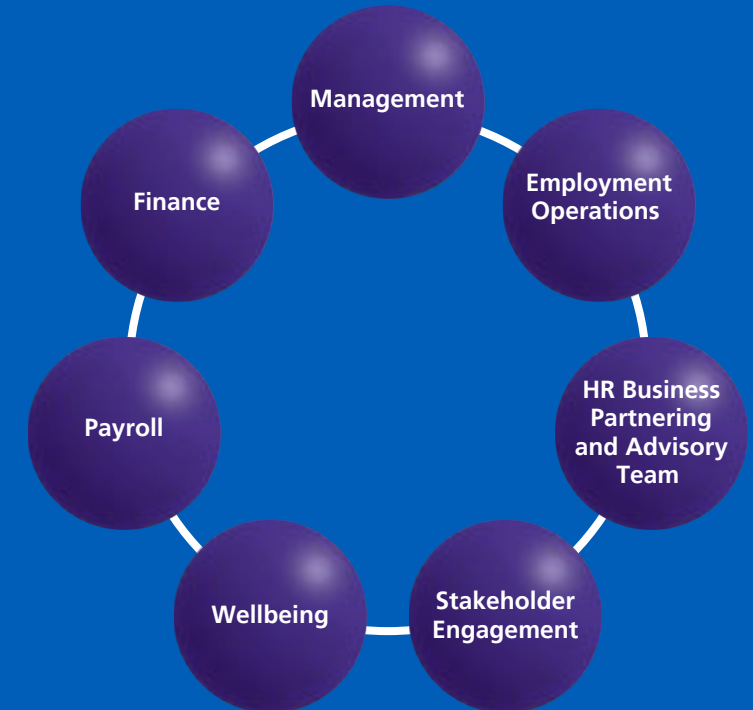 Management
Employment
Operations
HR Business
Partnering
and Advisory
Team
Stakeholder
Engagement
Wellbeing
Payroll
Finance